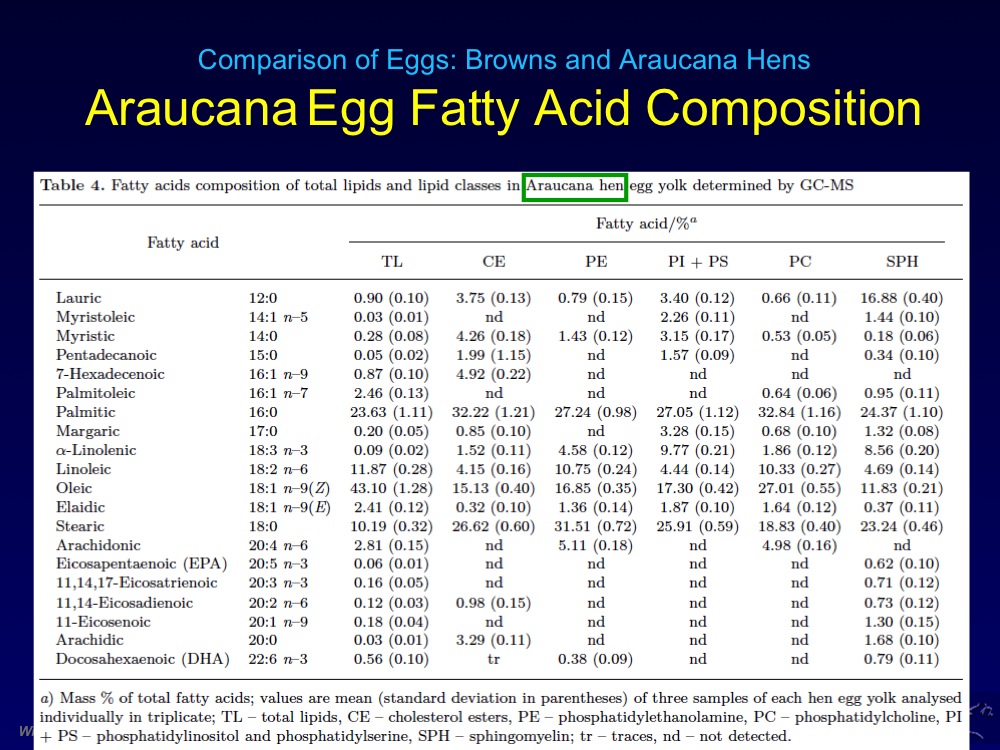 Comparison of Eggs: Browns and Araucana Hens
Araucana Egg Fatty Acid Composition
Table 4. Fatty acids composition of total lipids and lipid classes in Araucana hen egg yolk determined by GC-MS
Fatty acid/%a
Fatty acid
TL CE PE PI + PS PC SPH
Lauric 12:0 0.90 (0.10) 3.75 (0.13) 0.79 (0.15) 3.40 (0.12) 0.66 (0.11) 16.88 (0.40)
Myristoleic 14:1 n–5 0.03 (0.01) nd nd 2.26 (0.11) nd 1.44 (0.10)
Myristic 14:0 0.28 (0.08) 4.26 (0.18) 1.43 (0.12) 3.15 (0.17) 0.53 (0.05) 0.18 (0.06)
Pentadecanoic 15:0 0.05 (0.02) 1.99 (1.15) nd 1.57 (0.09) nd 0.34 (0.10)
7-Hexadecenoic 16:1 n–9 0.87 (0.10) 4.92 (0.22) nd nd nd nd
Palmitoleic 16:1 n–7 2.46 (0.13) nd nd nd 0.64 (0.06) 0.95 (0.11)
Palmitic 16:0 23.63 (1.11) 32.22 (1.21) 27.24 (0.98) 27.05 (1.12) 32.84 (1.16) 24.37 (1.10)
Margaric 17:0 0.20 (0.05) 0.85 (0.10) nd 3.28 (0.15) 0.68 (0.10) 1.32 (0.08)
α-Linolenic 18:3 n–3 0.09 (0.02) 1.52 (0.11) 4.58 (0.12) 9.77 (0.21) 1.86 (0.12) 8.56 (0.20)
Linoleic 18:2 n–6 11.87 (0.28) 4.15 (0.16) 10.75 (0.24) 4.44 (0.14) 10.33 (0.27) 4.69 (0.14)
Oleic 18:1 n–9(Z) 43.10 (1.28) 15.13 (0.40) 16.85 (0.35) 17.30 (0.42) 27.01 (0.55) 11.83 (0.21)
Elaidic 18:1 n–9(E) 2.41 (0.12) 0.32 (0.10) 1.36 (0.14) 1.87 (0.10) 1.64 (0.12) 0.37 (0.11)
Stearic 18:0 10.19 (0.32) 26.62 (0.60) 31.51 (0.72) 25.91 (0.59) 18.83 (0.40) 23.24 (0.46)
Arachidonic 20:4 n–6 2.81 (0.15) nd 5.11 (0.18) nd 4.98 (0.16) nd
Eicosapentaenoic (EPA) 20:5 n–3 0.06 (0.01) nd nd nd nd 0.62 (0.10)
11,14,17-Eicosatrienoic 20:3 n–3 0.16 (0.05) nd nd nd nd 0.71 (0.12)
11,14-Eicosadienoic 20:2 n–6 0.12 (0.03) 0.98 (0.15) nd nd nd 0.73 (0.12)
11-Eicosenoic 20:1 n–9 0.18 (0.04) nd nd nd nd 1.30 (0.15)
Arachidic 20:0 0.03 (0.01) 3.29 (0.11) nd nd nd 1.68 (0.10)
Docosahexaenoic (DHA) 22:6 n–3 0.56 (0.10) tr 0.38 (0.09) nd nd 0.79 (0.11)
a) Mass % of total fatty acids; values are mean (standard deviation in parentheses) of three samples of each hen egg yolk analysed
individually in triplicate; TL – total lipids, CE – cholesterol esters, PE – phosphatidylethanolamine, PC – phosphatidylcholine, PI
+ PS – phosphatidylinositol and phosphatidylserine, SPH – sphingomyelin; tr – traces, nd – not detected.